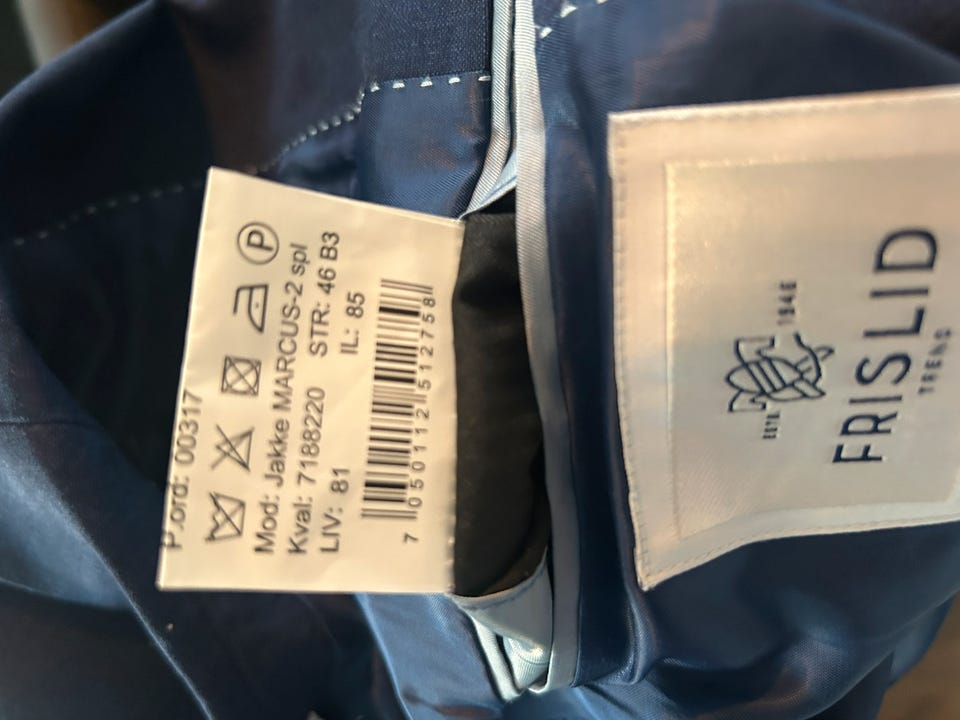 P.ord: 00317
P
Mod: Jakke MARCUS-2 spl
Kval: 7188220 STR: 46 B3
LIV: 81 IL: 85
7 050112 512758
ESTB. 1946
FRISLID
TREND